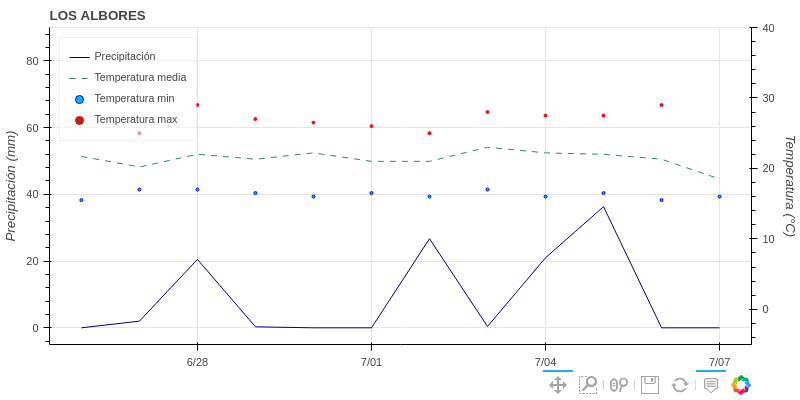 LOS ALBORES
Precipitación
Temperatura media
Temperatura min
Temperatura max
Precipitación (mm)
80
60
40
20
0
40
30
20
10
0
Temperatura (°C)
6/28
7/01
7/04
7/07